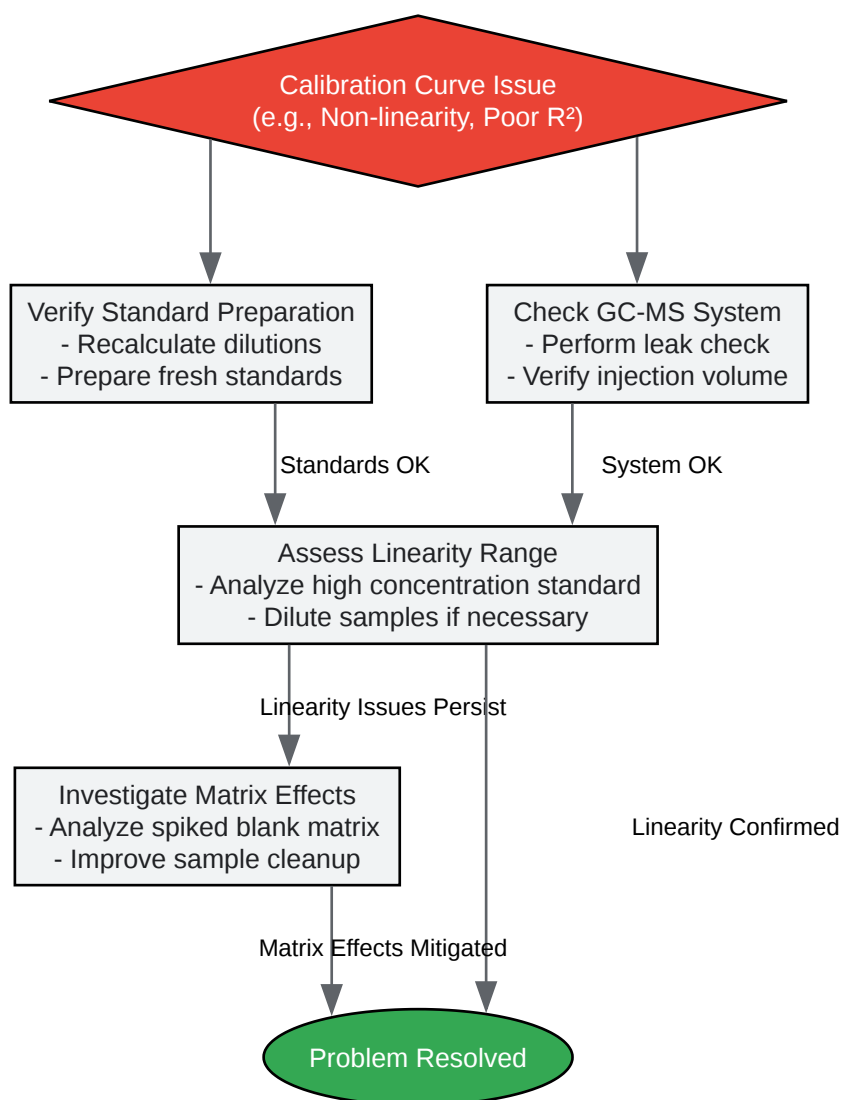 Calibration Curve Issue
(e.g., Non-linearity, Poor R²)
Verify Standard Preparation
- Recalculate dilutions
- Prepare fresh standards
Check GC-MS System
- Perform leak check
- Verify injection volume
Standards OK
System OK
Assess Linearity Range
- Analyze high concentration standard
- Dilute samples if necessary
Linearity Issues Persist
Investigate Matrix Effects
- Analyze spiked blank matrix
- Improve sample cleanup
Linearity Confirmed
Matrix Effects Mitigated
Problem Resolved